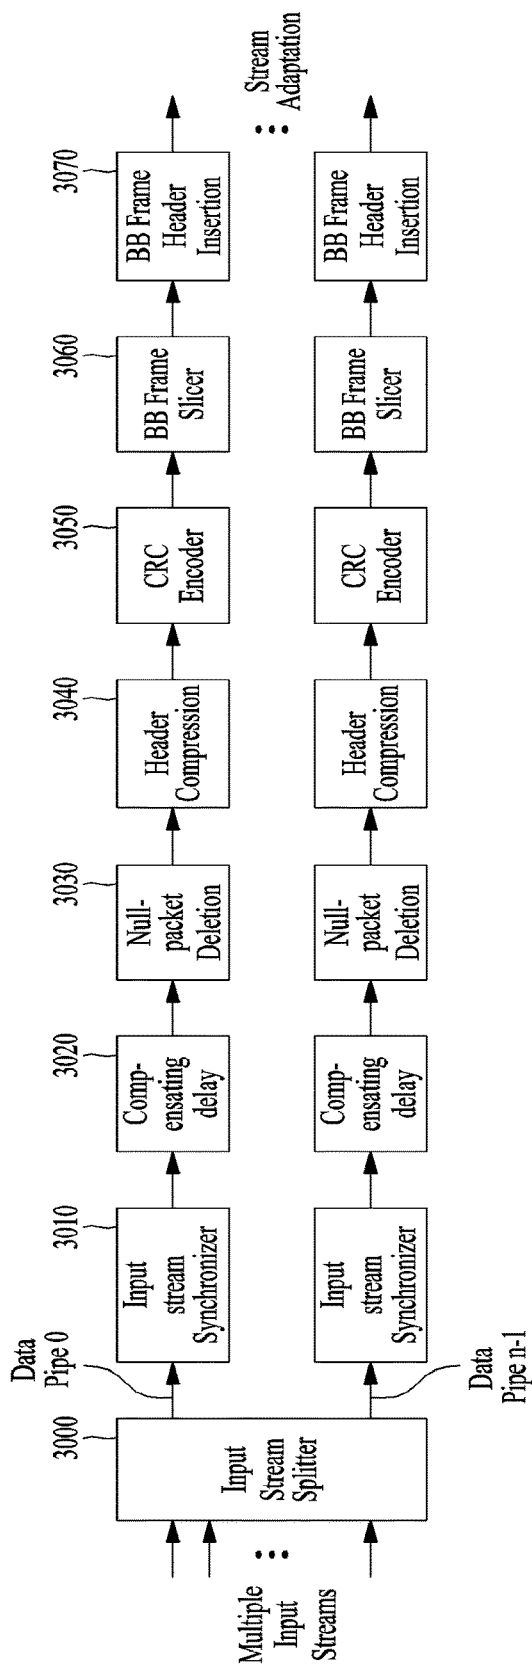 Multiple
Input
Streams
3000
Input
Stream
Splitter
Data
Pipe 0
3010
Input
stream
Synchronizer
3020
Comp-
ensating
delay
3030
Null-
packet
Deletion
3040
Header
Compression
3050
CRC
Encoder
3060
BB Frame
Slicer
3070
BB Frame
Header
Insertion
Stream
Adaptation
Data
Pipe n-1
Input
stream
Synchronizer
Comp-
ensating
delay
Null-
packet
Deletion
Header
Compression
CRC
Encoder
BB Frame
Slicer
BB Frame
Header
Insertion